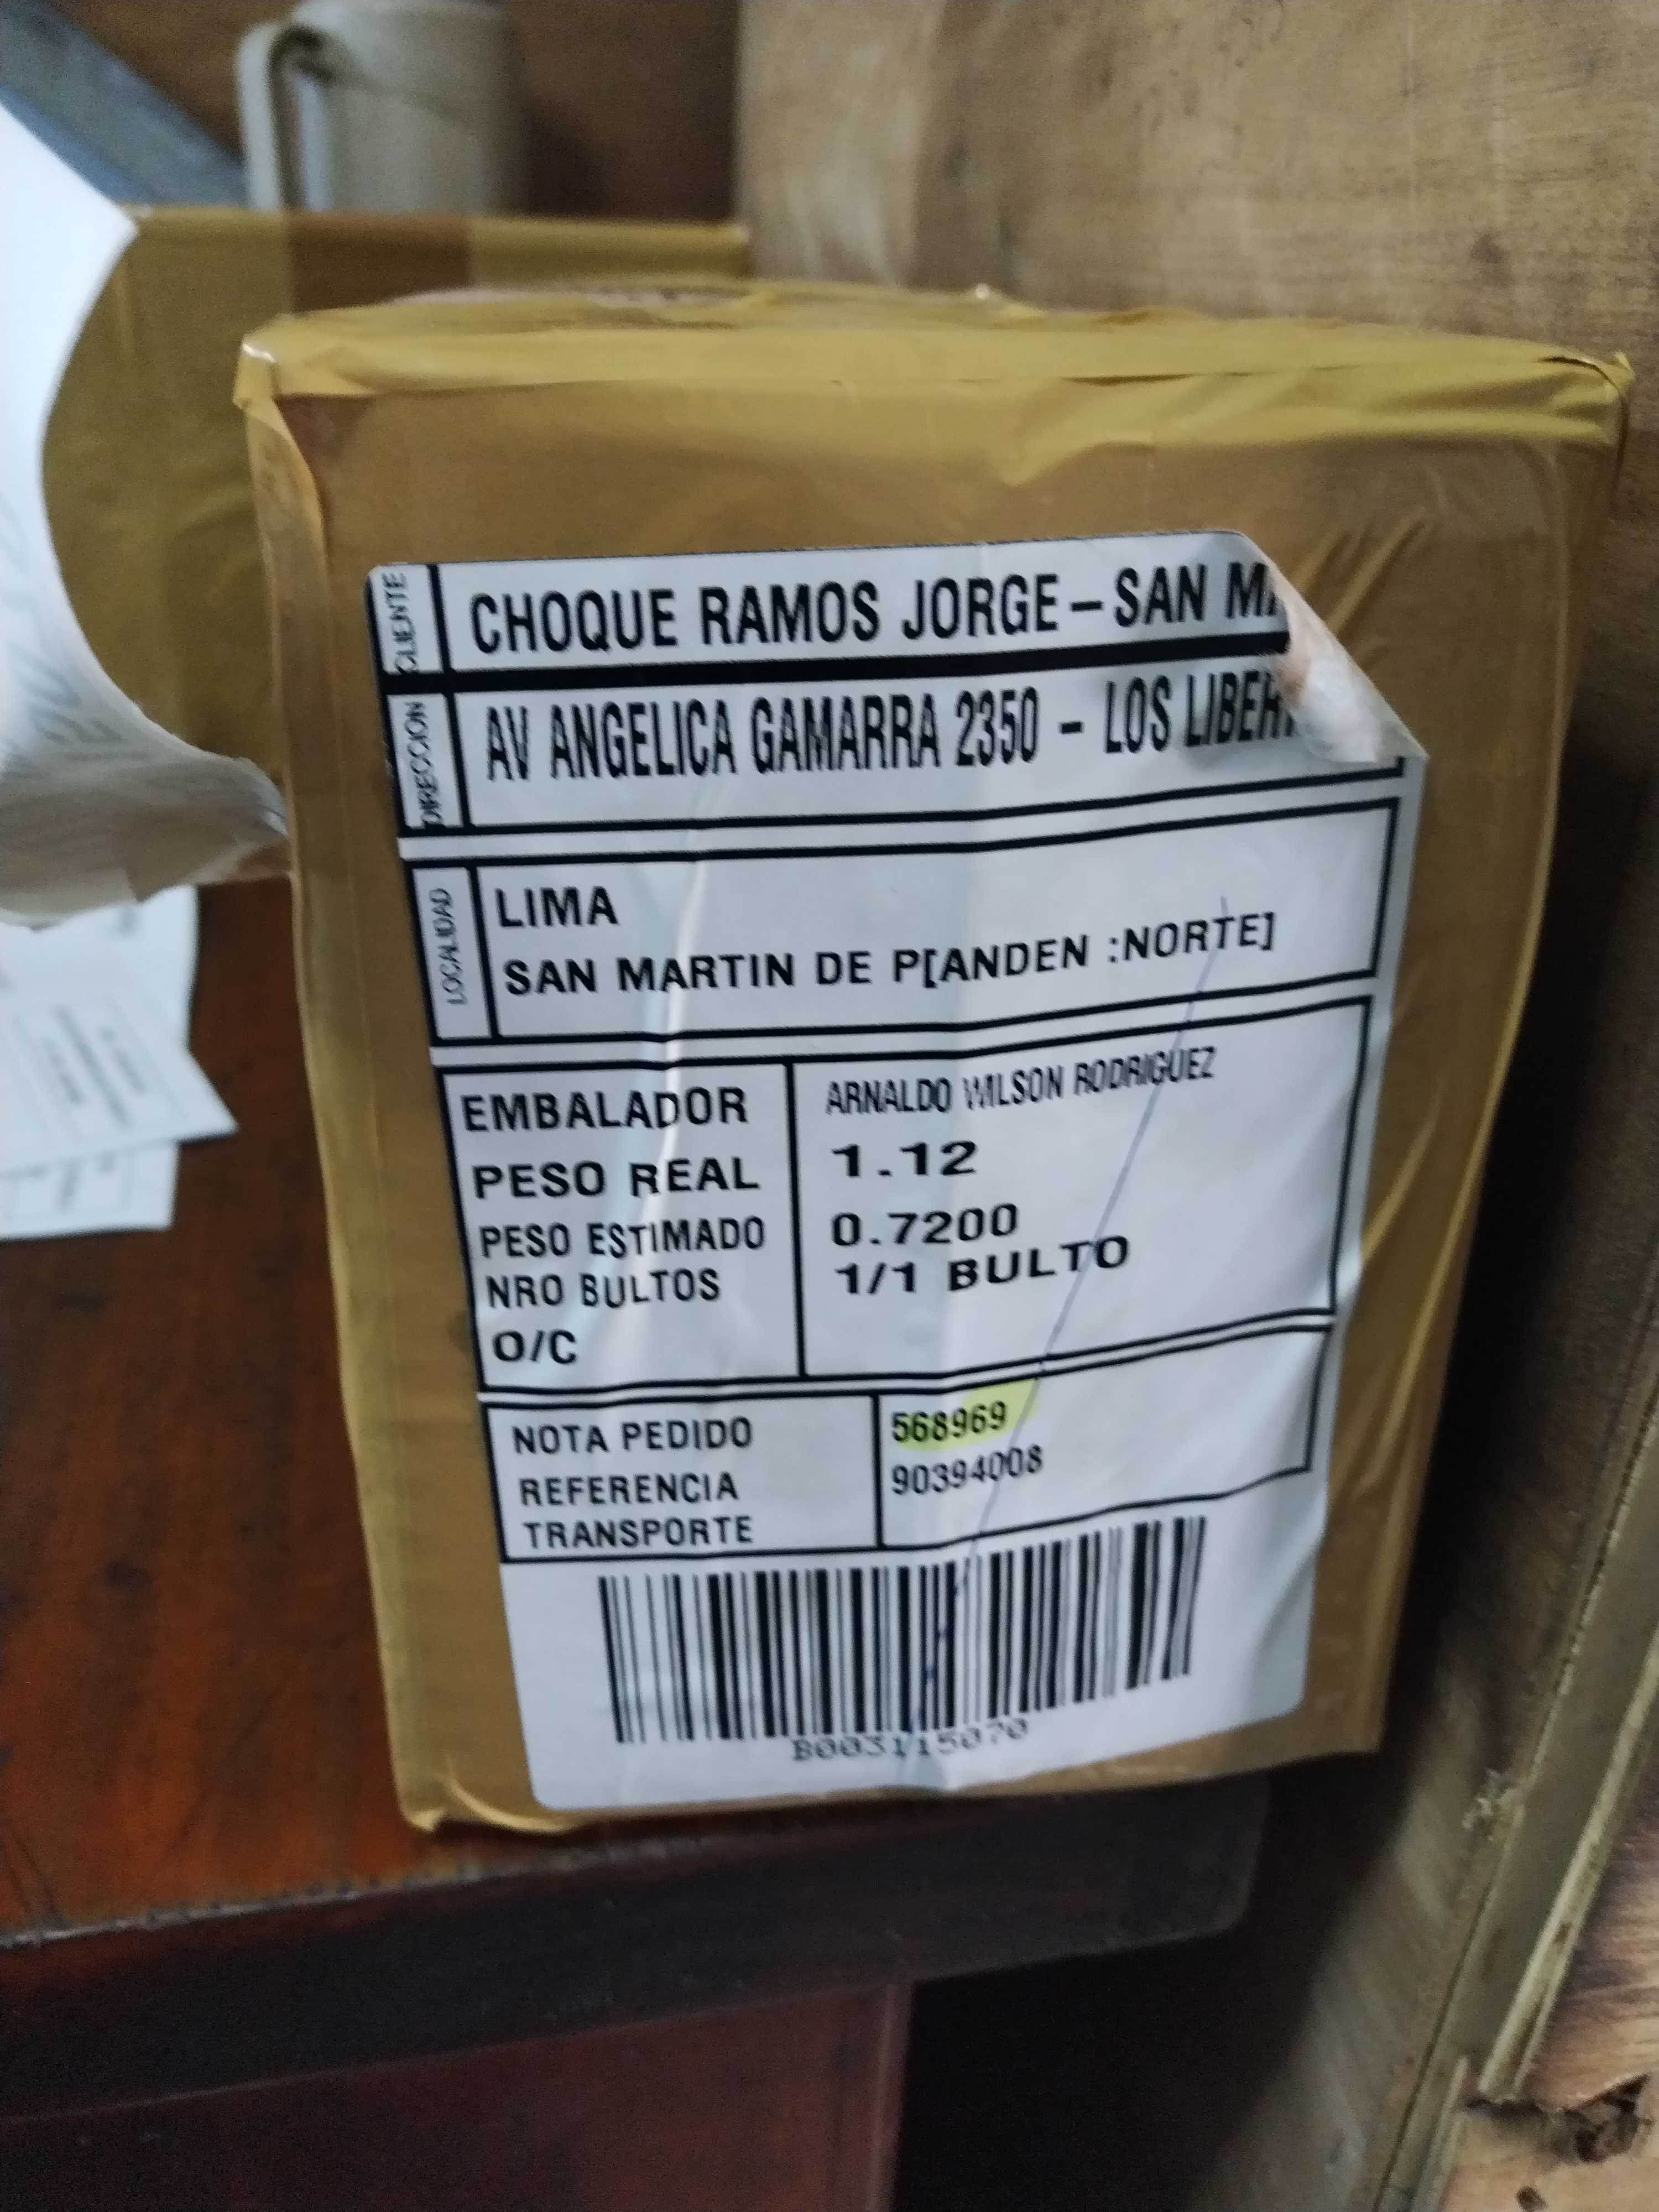 CLIENTE CHOQUE RAMOS JORGE - SAN
DIRECCION AV ANGELICA GAMARRA 2350 - LOS
LOCALIDAD LIMA
SAN MARTIN DE P[ANDEN :NORTE]
EMBALADOR ARNALDO WILSON RODRIGUEZ
PESO REAL 1.12
PESO ESTIMADO 0.7200
NRO BULTOS 1/1 BULTO
O/C
NOTA PEDIDO 568969
REFERENCIA 90394008
TRANSPORTE
B003115070